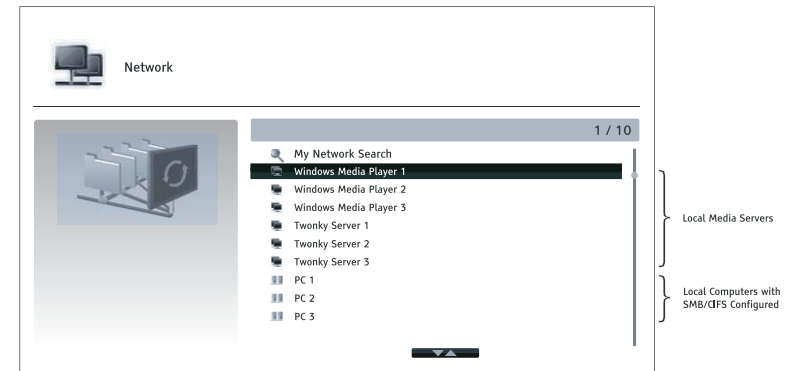 Network
1 / 10
My Network Search
Windows Media Player 1
Windows Media Player 2
Windows Media Player 3
Twonky Server 1
Twonky Server 2
Twonky Server 3
PC 1
PC 2
PC 3
Local Media Servers
Local Computers with
SMB/CIFS Configured